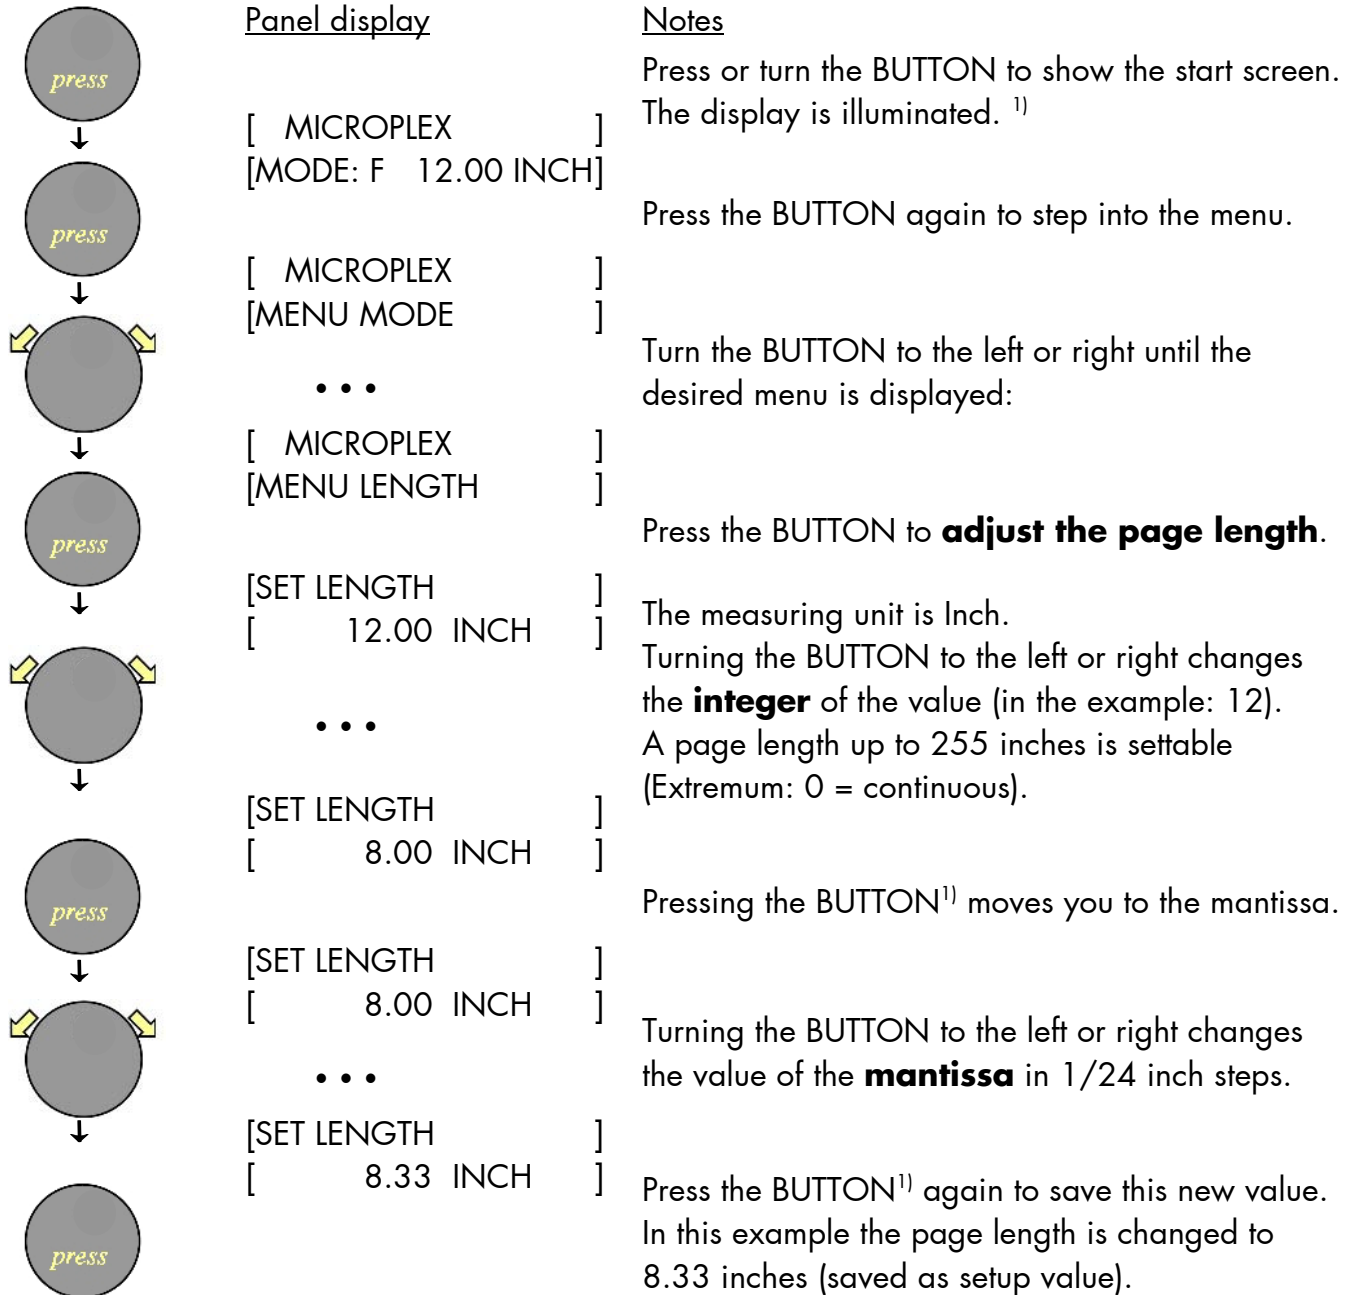 Panel display Notes
press
Press or turn the BUTTON to show the start screen.
The display is illuminated. 1)
[ MICROPLEX ]
[MODE: F 12.00 INCH]
press
Press the BUTTON again to step into the menu.
[ MICROPLEX ]
[MENU MODE ]
Turn the BUTTON to the left or right until the
desired menu is displayed:
• • •
[ MICROPLEX ]
[MENU LENGTH ]
press
Press the BUTTON to adjust the page length.
[SET LENGTH ]
[ 12.00 INCH ]
The measuring unit is Inch.
Turning the BUTTON to the left or right changes
the integer of the value (in the example: 12).
A page length up to 255 inches is settable
(Extremum: 0 = continuous).
• • •
[SET LENGTH ]
[ 8.00 INCH ]
press
Pressing the BUTTON1) moves you to the mantissa.
[SET LENGTH ]
[ 8.00 INCH ]
Turning the BUTTON to the left or right changes
the value of the mantissa in 1/24 inch steps.
• • •
[SET LENGTH ]
[ 8.33 INCH ]
press
Press the BUTTON1) again to save this new value.
In this example the page length is changed to
8.33 inches (saved as setup value).